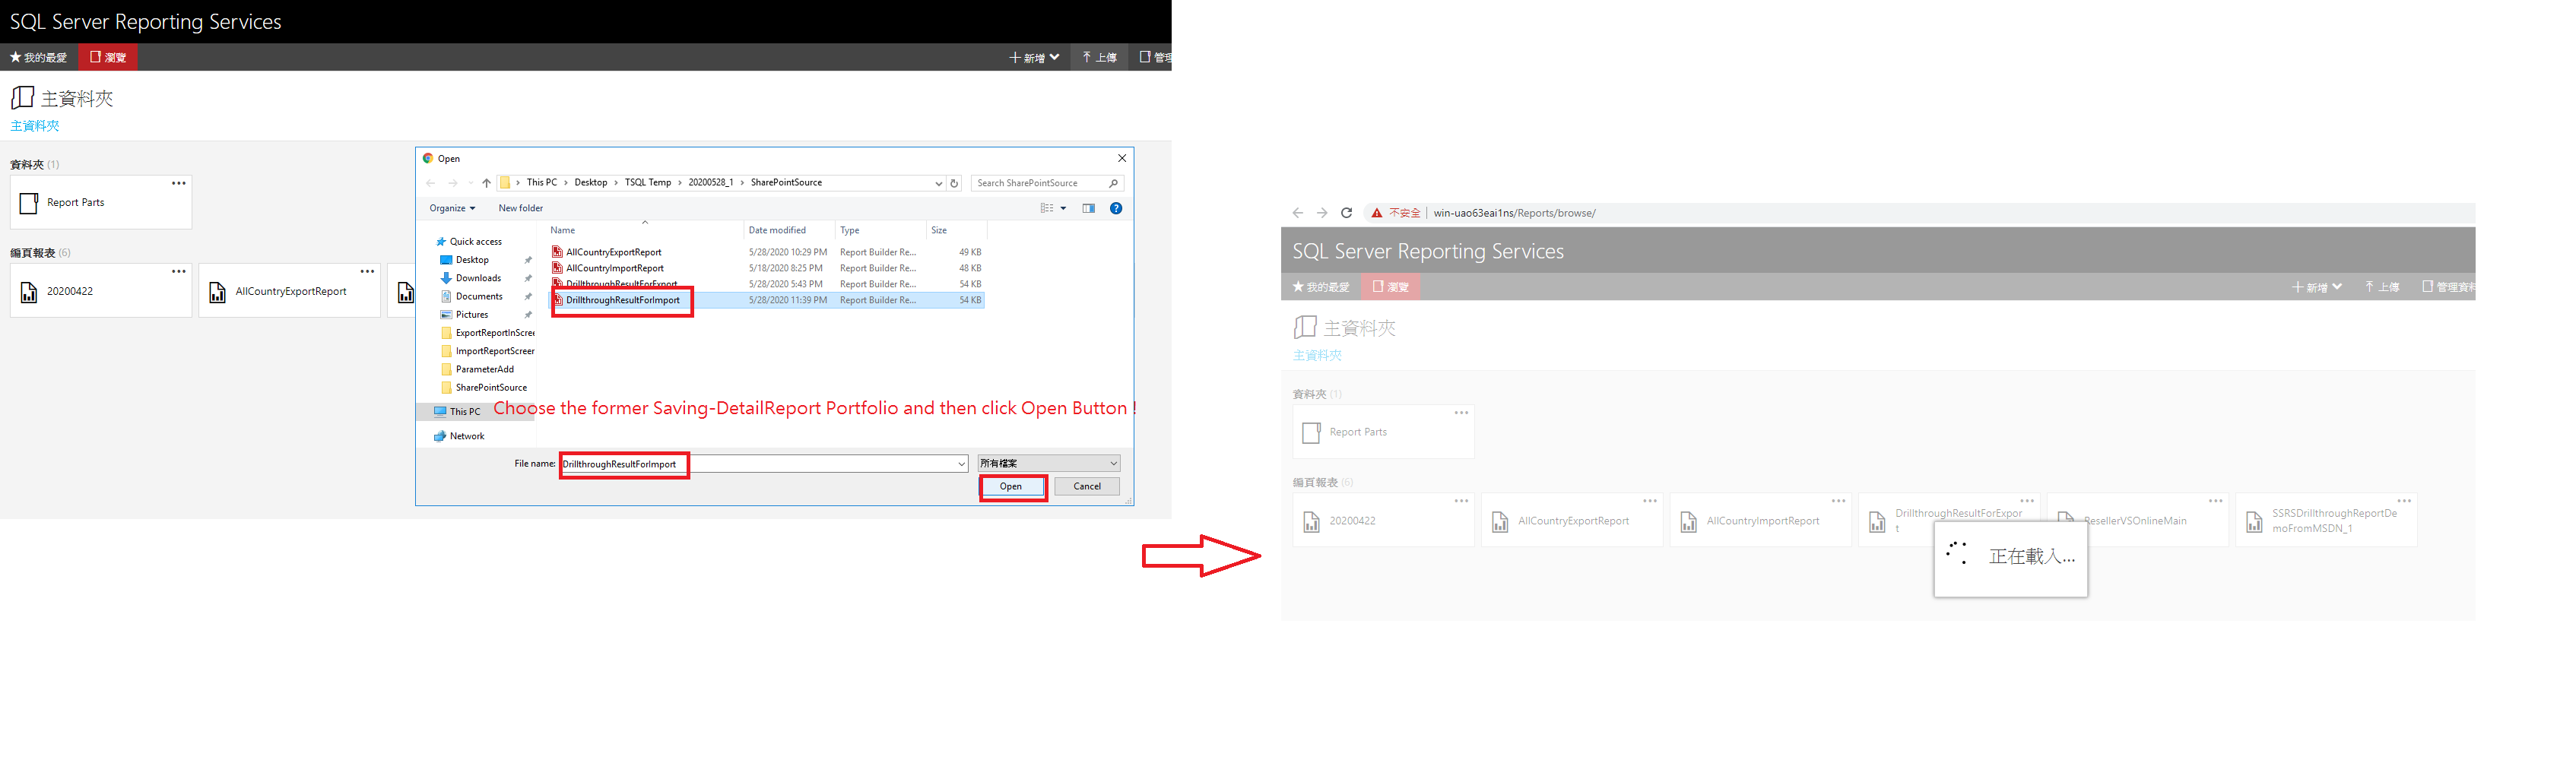 SQL Server Reporting Services
我的最愛 瀏覽 新增 上傳 管理
主資料夾
主資料夾
資料夾 (1)
Report Parts
編頁報表 (6)
20200422 AllCountryExportReport
Open
This PC > Desktop > TSQL Temp > 20200528_1 > SharePointSource Search SharePointSource
Organize New folder
Name Date modified Type Size
AllCountryExportReport 5/28/2020 10:29 PM Report Builder Re... 49 KB
AllCountryImportReport 5/18/2020 8:25 PM Report Builder Re... 48 KB
DrillthroughResultForExport 5/28/2020 5:43 PM Report Builder Re... 54 KB
DrillthroughResultForImport 5/28/2020 11:39 PM Report Builder Re... 54 KB
Quick access
Desktop
Downloads
Documents
Pictures
ExportReportInScree
ImportReportScreen
ParameterAdd
SharePointSource
This PC
Network
Choose the former Saving-DetailReport Portfolio and then click Open Button !
File name: DrillthroughResultForImport 所有檔案
Open Cancel
不安全 | win-uao63eai1ns/Reports/browse/
SQL Server Reporting Services
我的最愛 瀏覽 新增 上傳 管理資料
主資料夾
主資料夾
資料夾 (1)
Report Parts
編頁報表 (6)
20200422 AllCountryExportReport AllCountryImportReport DrillthroughResultForExpor
t ResellerVSOnlineMain SSRSDrillthroughReportDe
moFromMSDN_1
正在載入...